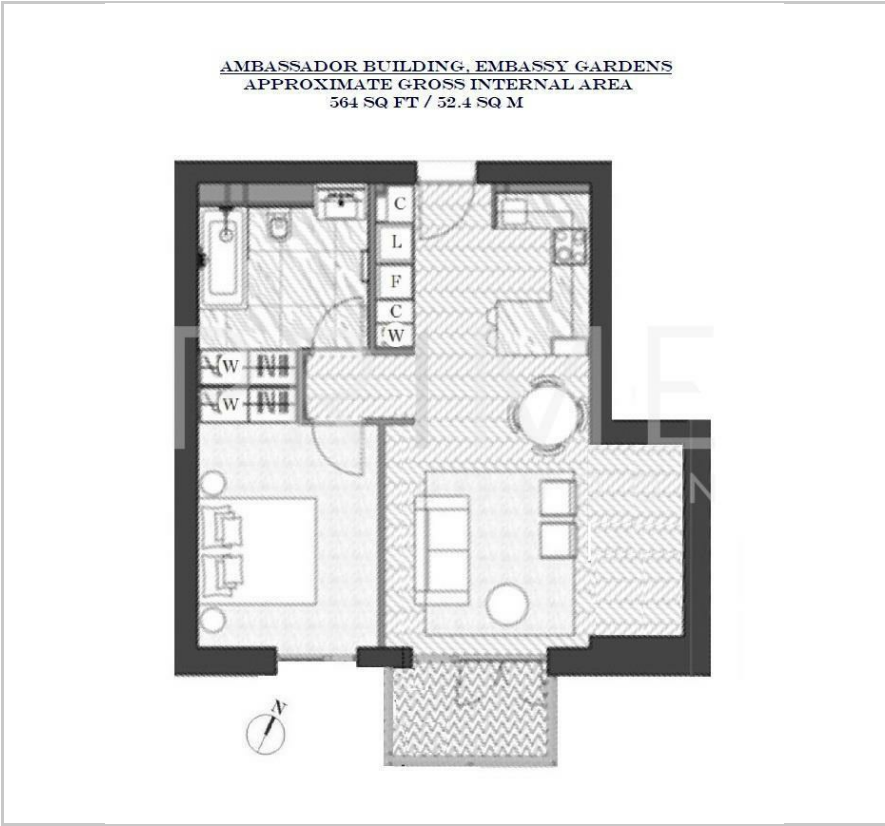 AMBASSADOR BUILDING, EMBASSY GARDENS
APPROXIMATE GROSS INTERNAL AREA
564 SQ FT / 52.4 SQ M
C
L
F
C
W
W
W
N